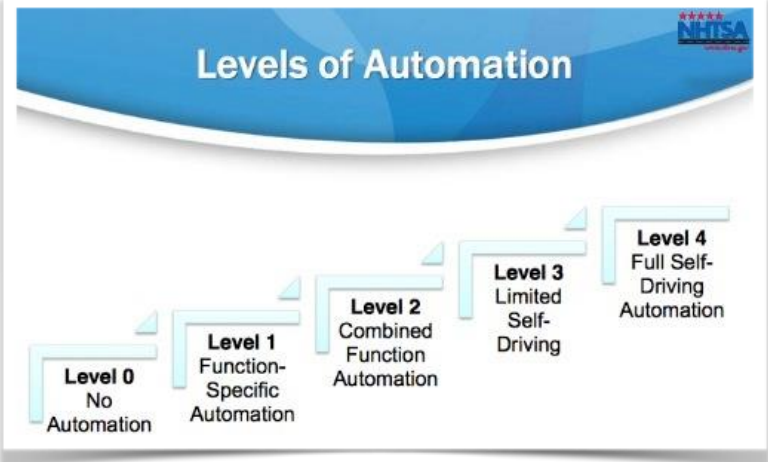 NHTSA
Levels of Automation
Level 0
No
Automation
Level 1
Function-
Specific
Automation
Level 2
Combined
Function
Automation
Level 3
Limited
Self-
Driving
Level 4
Full Self-
Driving
Automation